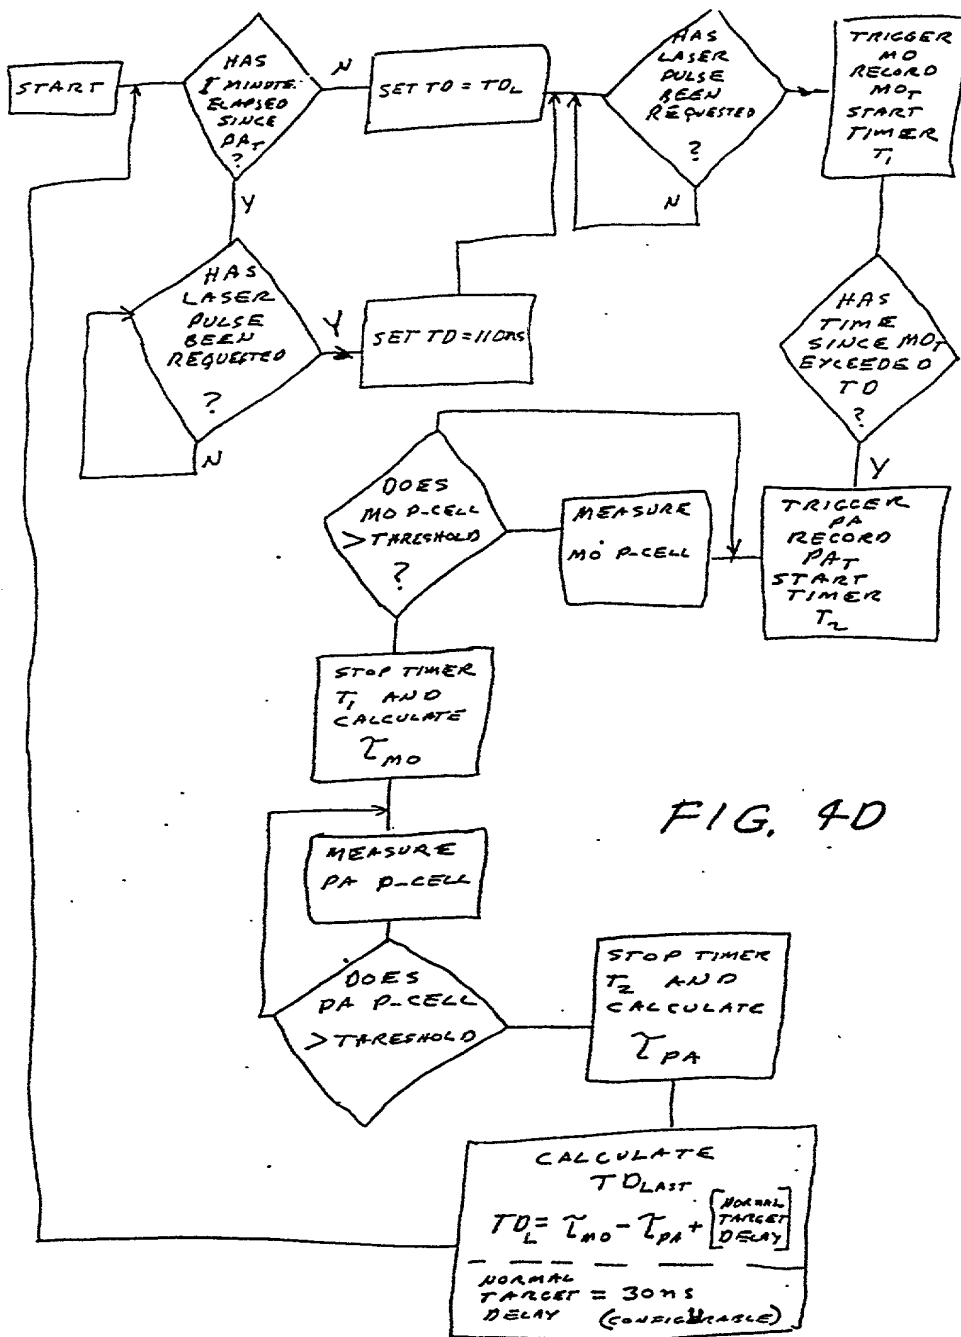 START
HAS
1 MINUTE
ELAPSED
SINCE
PAT
?
N
Y
SET TD = TDL
HAS
LASER
PULSE
BEEN
REQUESTED
?
N
TRIGGER
MO
RECORD
MOT
START
TIMER
T1
HAS
LASER
PULSE
BEEN
REQUESTED
?
Y
N
SET TD = 110ns
HAS
TIME
SINCE MOT
EXCEEDED
TD
?
Y
DOES
MO P-CELL
> THRESHOLD
?
MEASURE
MO P-CELL
TRIGGER
PA
RECORD
PAT
START
TIMER
T2
STOP TIMER
T1 AND
CALCULATE
τMO
FIG. 4D
MEASURE
PA P-CELL
DOES
PA P-CELL
> THRESHOLD
STOP TIMER
T2 AND
CALCULATE
τPA
CALCULATE
TDLAST
TDL = τMO - τPA + [NORMAL
TARGET
DELAY]
NORMAL
TARGET = 30ns
DELAY (CONFIGURABLE)